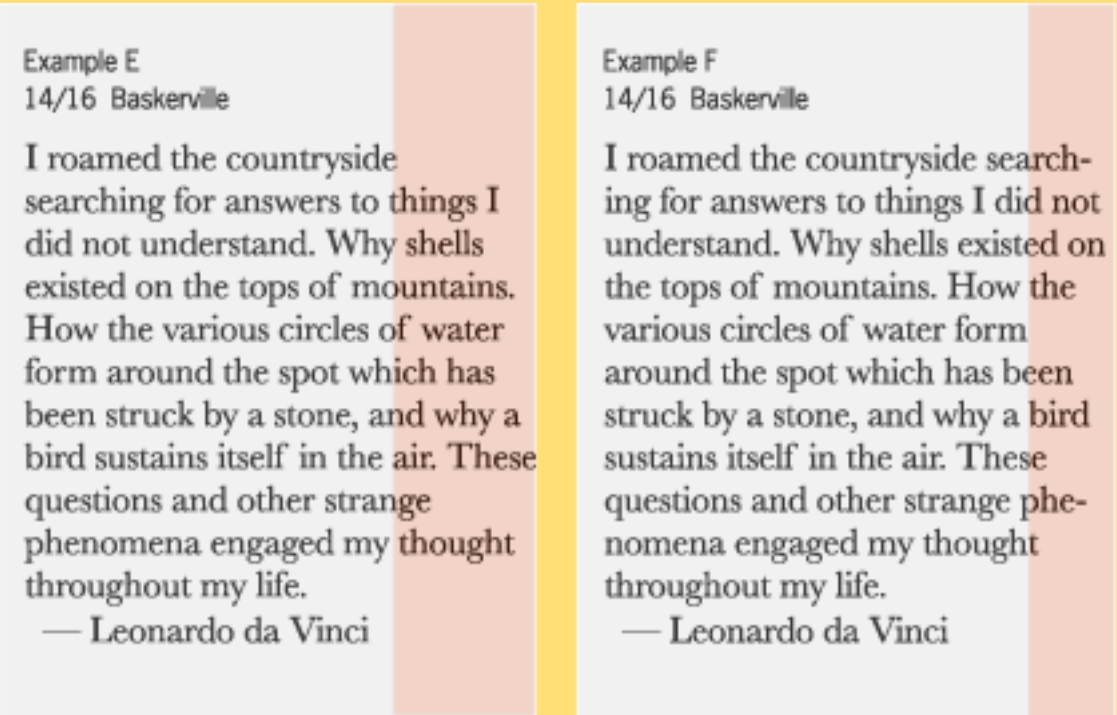 Example E
14/16 Baskerville
I roamed the countryside
searching for answers to things I
did not understand. Why shells
existed on the tops of mountains.
How the various circles of water
form around the spot which has
been struck by a stone, and why a
bird sustains itself in the air. These
questions and other strange
phenomena engaged my thought
throughout my life.
— Leonardo da Vinci
Example F
14/16 Baskerville
I roamed the countryside search-
ing for answers to things I did not
understand. Why shells existed on
the tops of mountains. How the
various circles of water form
around the spot which has been
struck by a stone, and why a bird
sustains itself in the air. These
questions and other strange phe-
nomena engaged my thought
throughout my life.
— Leonardo da Vinci